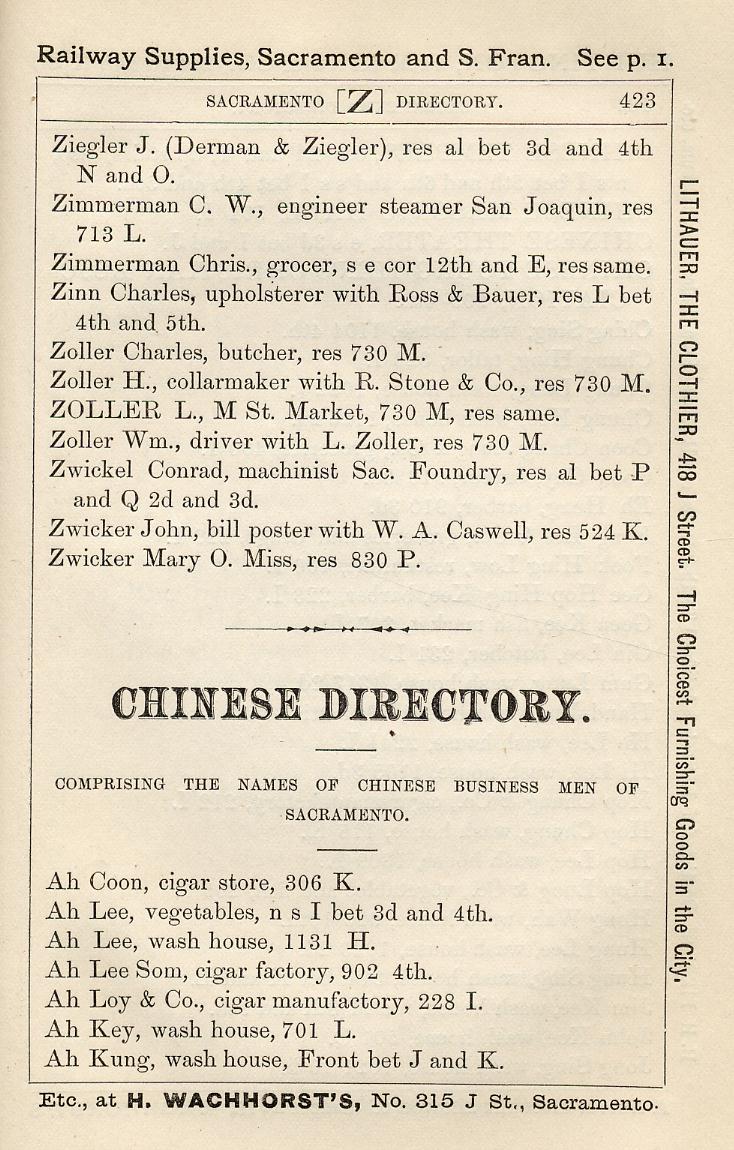 Railway Supplies, Sacramento and S. Fran. See p. 1.
SACRAMENTO [Z] DIRECTORY. 423
Ziegler J. (Derman & Ziegler), res al bet 3d and 4th
N and O.
Zimmerman C. W., engineer steamer San Joaquin, res
713 L.
Zimmerman Chris., grocer, s e cor 12th and E, res same.
Zinn Charles, upholsterer with Ross & Bauer, res L bet
4th and 5th.
Zoller Charles, butcher, res 730 M.
Zoller H., collarmaker with R. Stone & Co., res 730 M.
ZOLLER L., M St. Market, 730 M, res same.
Zoller Wm., driver with L. Zoller, res 730 M.
Zwickel Conrad, machinist Sac. Foundry, res al bet P
and Q 2d and 3d.
Zwicker John, bill poster with W. A. Caswell, res 524 K.
Zwicker Mary O. Miss, res 830 P.
CHINESE DIRECTORY.
COMPRISING THE NAMES OF CHINESE BUSINESS MEN OF
SACRAMENTO.
Ah Coon, cigar store, 306 K.
Ah Lee, vegetables, n s I bet 3d and 4th.
Ah Lee, wash house, 1131 H.
Ah Lee Som, cigar factory, 902 4th.
Ah Loy & Co., cigar manufactory, 228 I.
Ah Key, wash house, 701 L.
Ah Kung, wash house, Front bet J and K.
Etc., at H. WACHHORST'S, No. 315 J St., Sacramento.
LITHAUER, THE CLOTHIER, 418 J Street. The Choicest Furnishing Goods in the City.